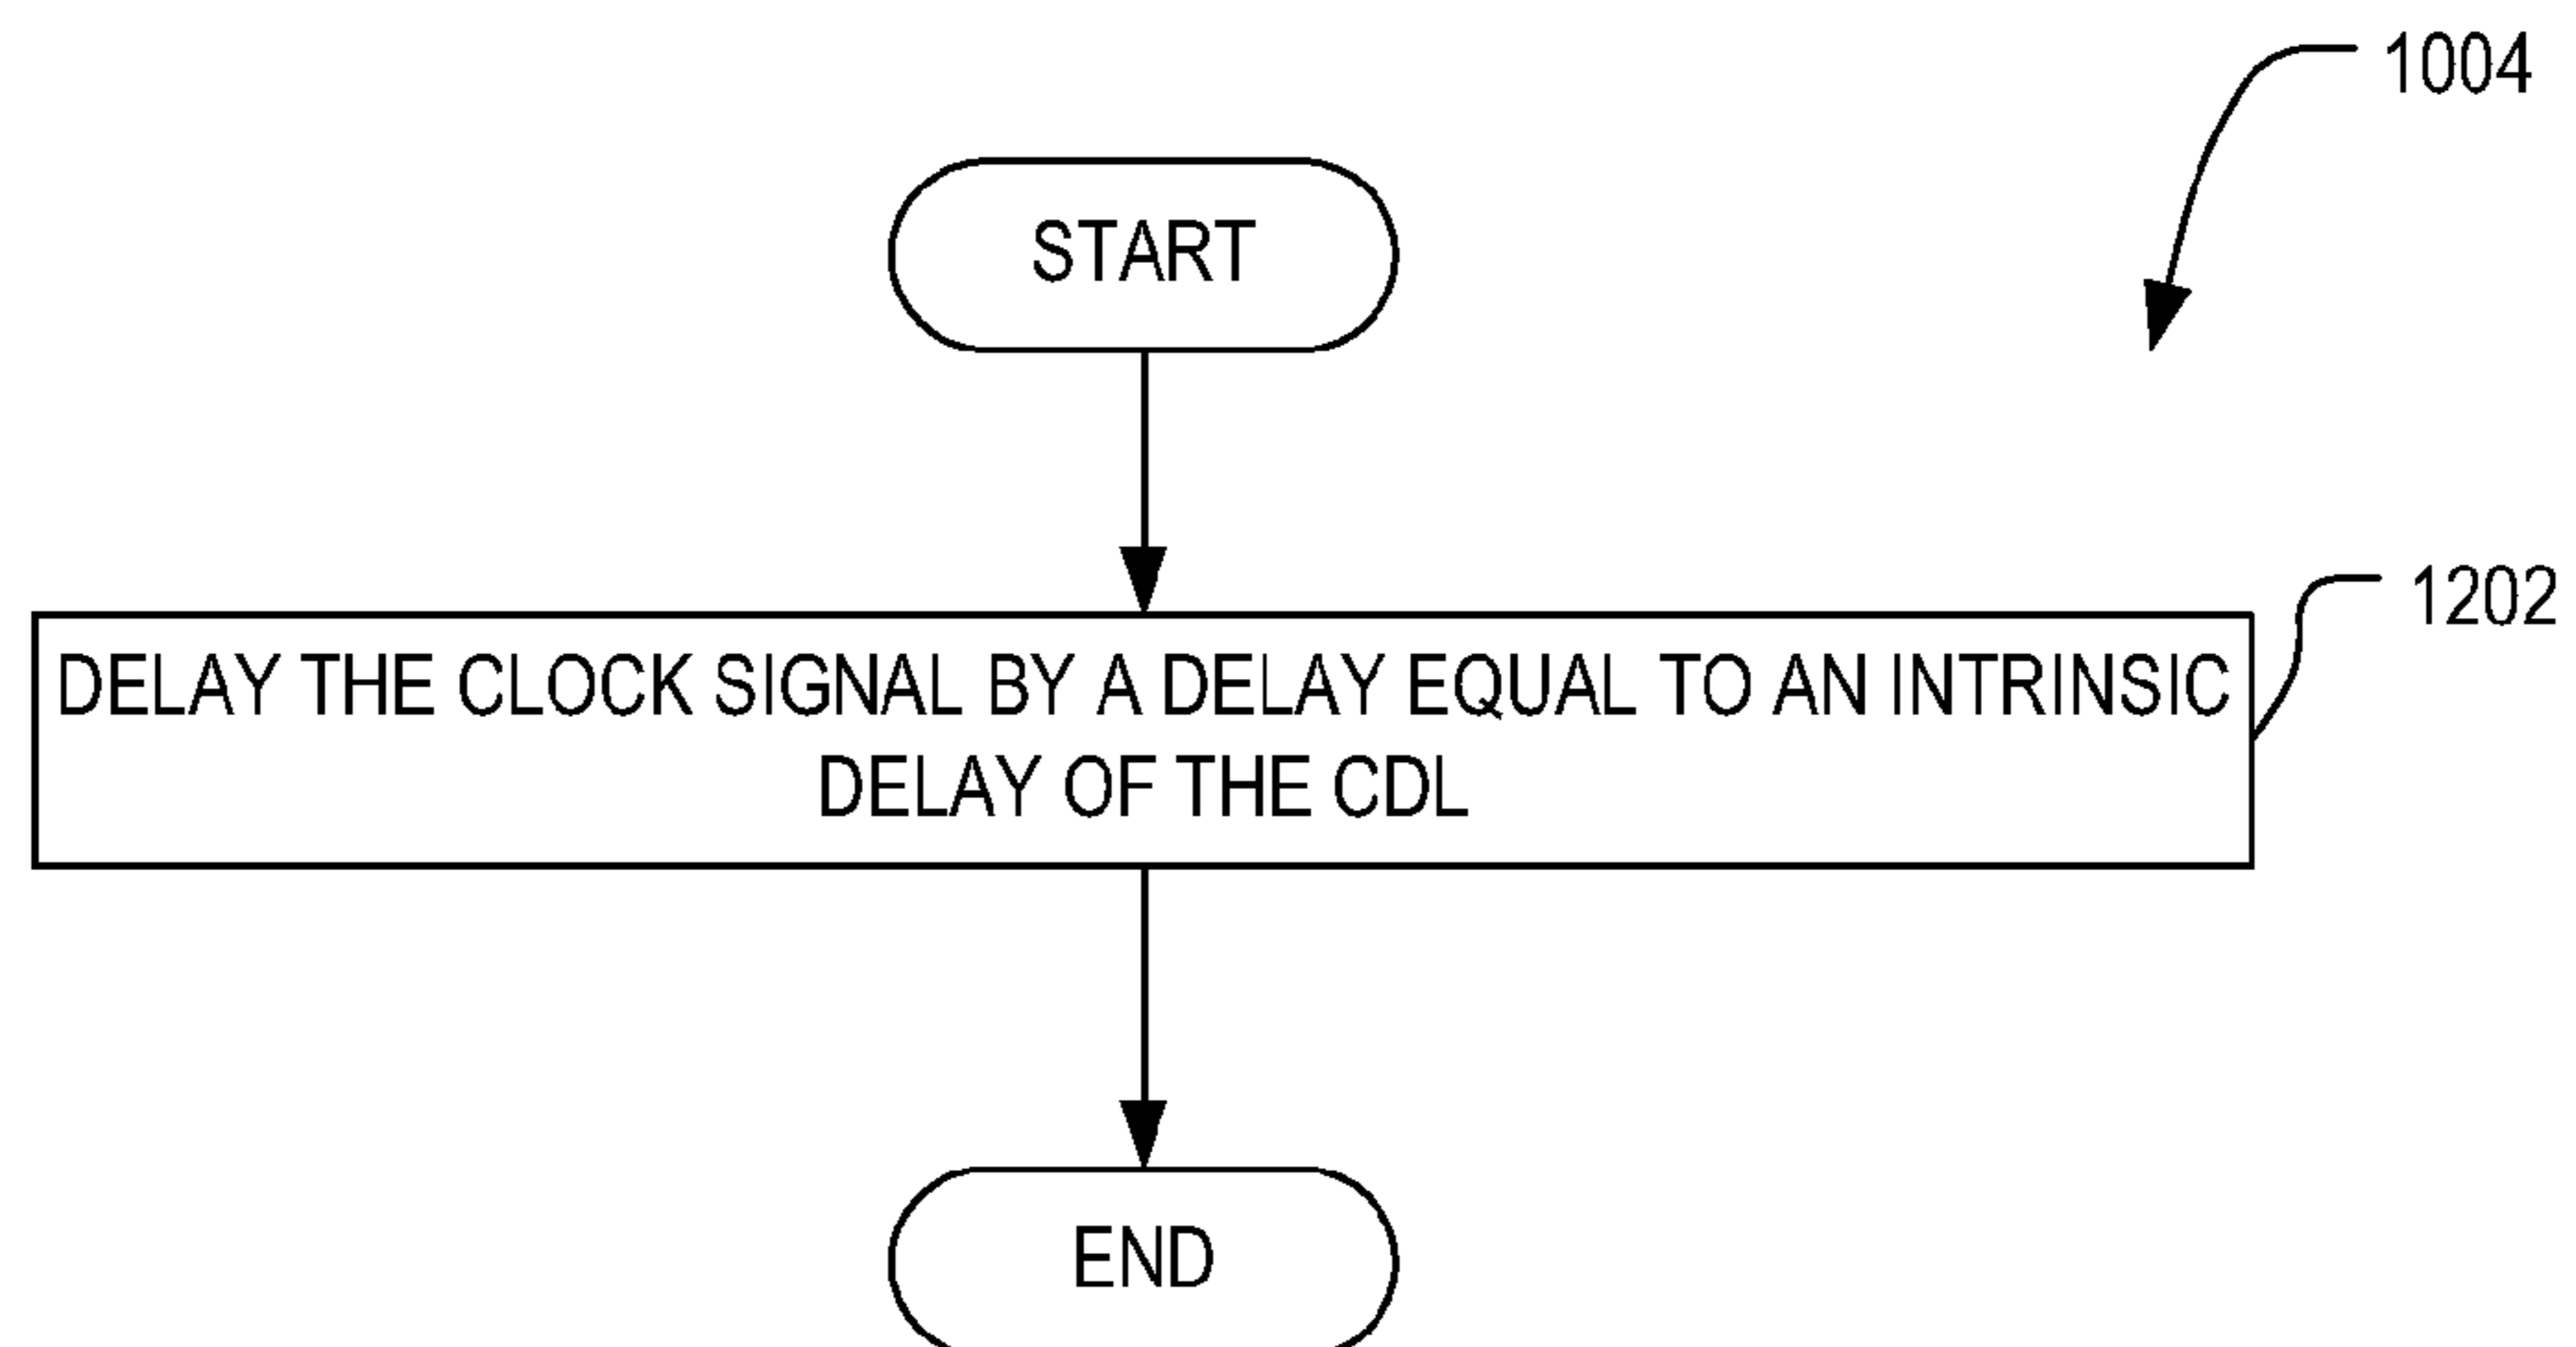 1004
START
1202
DELAY THE CLOCK SIGNAL BY A DELAY EQUAL TO AN INTRINSIC
DELAY OF THE CDL
END